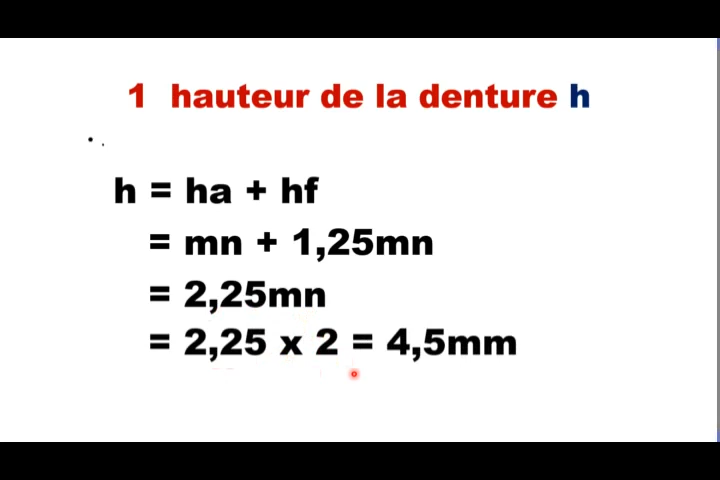 1 hauteur de la denture h
h = ha + hf
= mn + 1,25mn
= 2,25mn
= 2,25 x 2 = 4,5mm